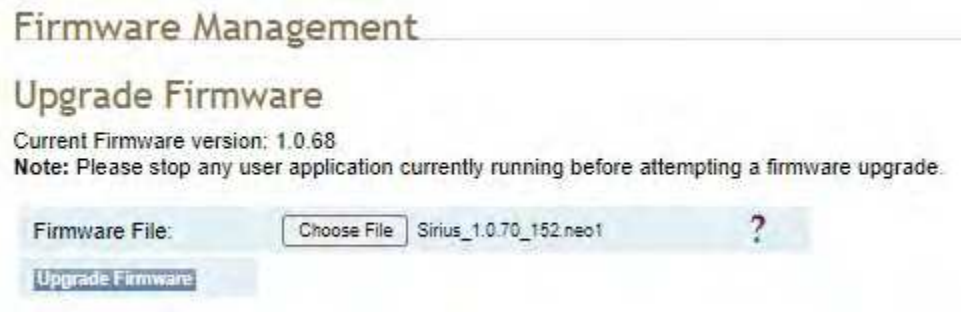 Firmware Management
Upgrade Firmware
Current Firmware version: 1.0.68
Note: Please stop any user application currently running before attempting a firmware upgrade.
Firmware File: Choose File Sirius_1.0.70_152.neo1 ?
Upgrade Firmware